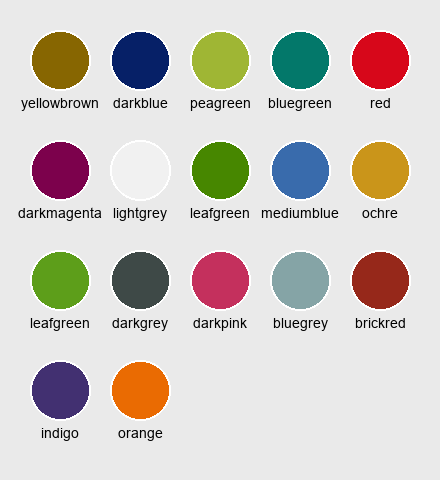 yellowbrown darkblue peagreen bluegreen red
darkmagenta lightgrey leafgreen mediumblue ochre
leafgreen darkgrey darkpink bluegrey brickred
indigo orange